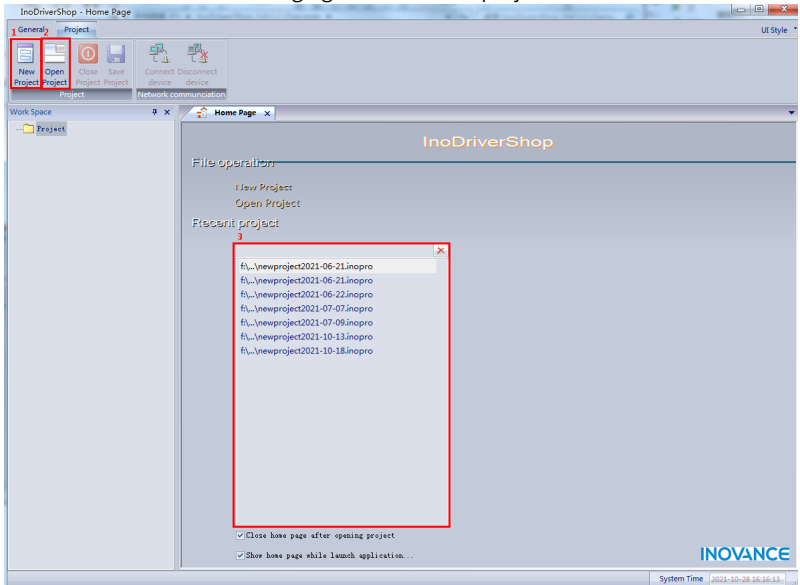 InoDriverShop - Home Page
General Project UI Style
1 2
New Project Open Project Close Project Save Project Connect device Disconnect device
Project Network communciation
Work Space Home Page
Project
InoDriverShop
File operation
New Project
Open Project
Recent project
3
f:\...\newproject2021-06-21.inopro
f:\...\newproject2021-06-21.inopro
f:\...\newproject2021-06-22.inopro
f:\...\newproject2021-07-07.inopro
f:\...\newproject2021-07-09.inopro
f:\...\newproject2021-10-13.inopro
f:\...\newproject2021-10-18.inopro
Close home page after opening project
Show home page while launch application...
INOVANCE
System Time 2021-10-28 16:16:13